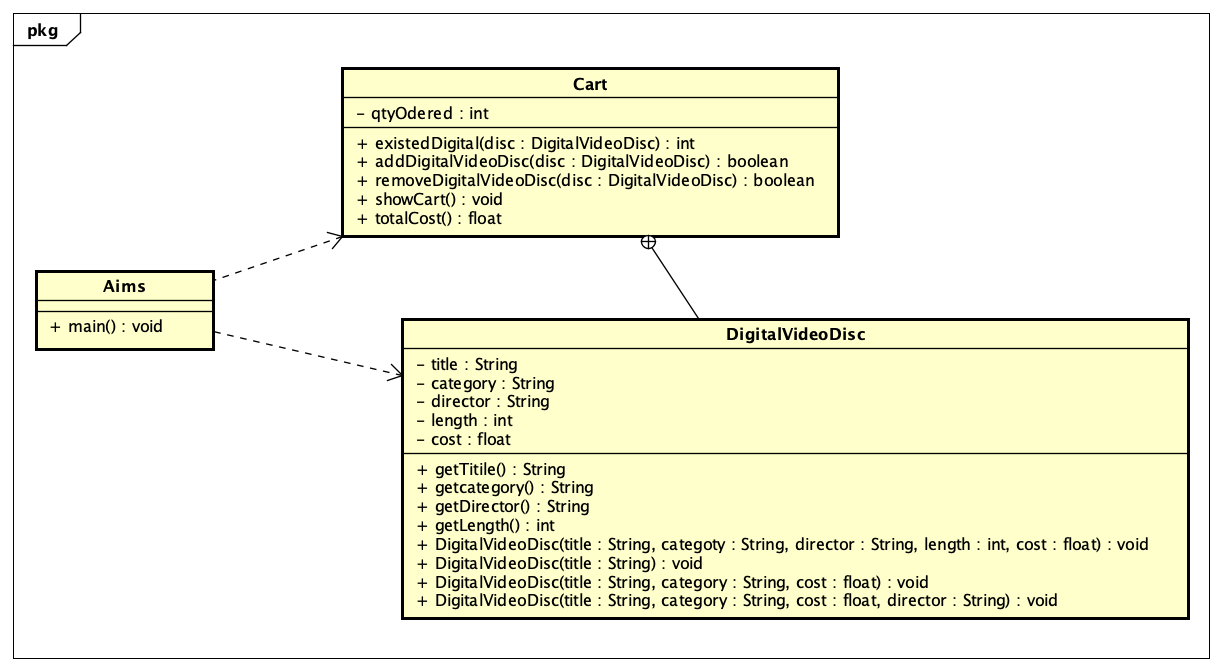 pkg
Cart
- qtyOdered : int
+ existedDigital(disc : DigitalVideoDisc) : int
+ addDigitalVideoDisc(disc : DigitalVideoDisc) : boolean
+ removeDigitalVideoDisc(disc : DigitalVideoDisc) : boolean
+ showCart() : void
+ totalCost() : float
Aims
+ main() : void
DigitalVideoDisc
- title : String
- category : String
- director : String
- length : int
- cost : float
+ getTitile() : String
+ getcategory() : String
+ getDirector() : String
+ getLength() : int
+ DigitalVideoDisc(title : String, categoty : String, director : String, length : int, cost : float) : void
+ DigitalVideoDisc(title : String) : void
+ DigitalVideoDisc(title : String, category : String, cost : float) : void
+ DigitalVideoDisc(title : String, category : String, cost : float, director : String) : void